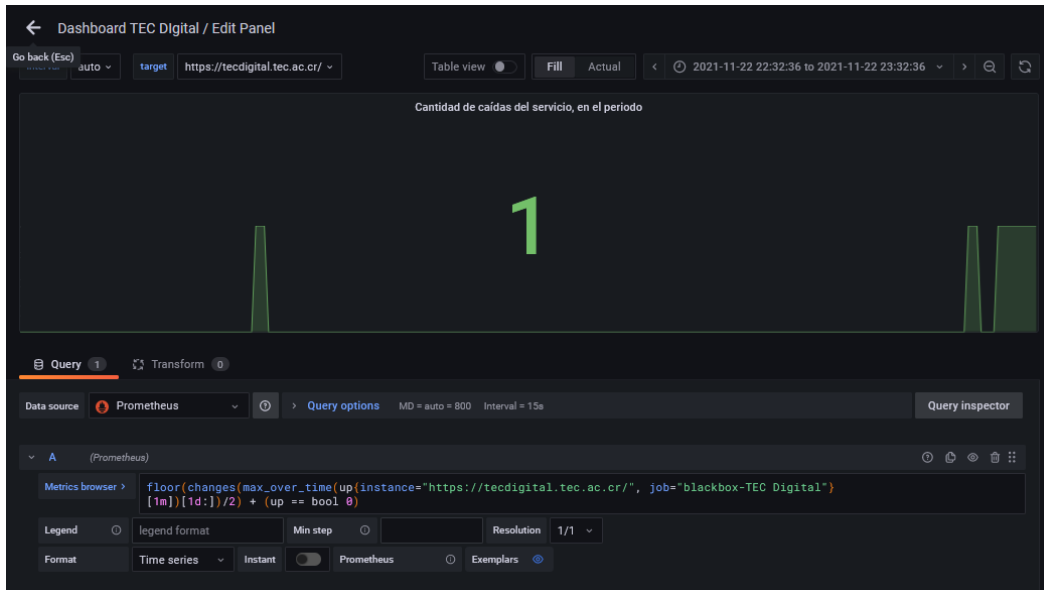 Dashboard TEC DIgital / Edit Panel
Go back (Esc)
auto target https://tecdigital.tec.ac.cr/ Table view Fill Actual 2021-11-22 22:32:36 to 2021-11-22 23:32:36
Cantidad de caídas del servicio, en el periodo
1
Query 1 Transform 0
Data source Prometheus Query options MD = auto = 800 Interval = 15s Query inspector
A (Prometheus)
Metrics browser > floor(changes(max_over_time(up{instance="https://tecdigital.tec.ac.cr/", job="blackbox-TEC Digital"}
[1m])[1d:])/2) + (up == bool 0)
Legend legend format Min step Resolution 1/1
Format Time series Instant Prometheus Exemplars